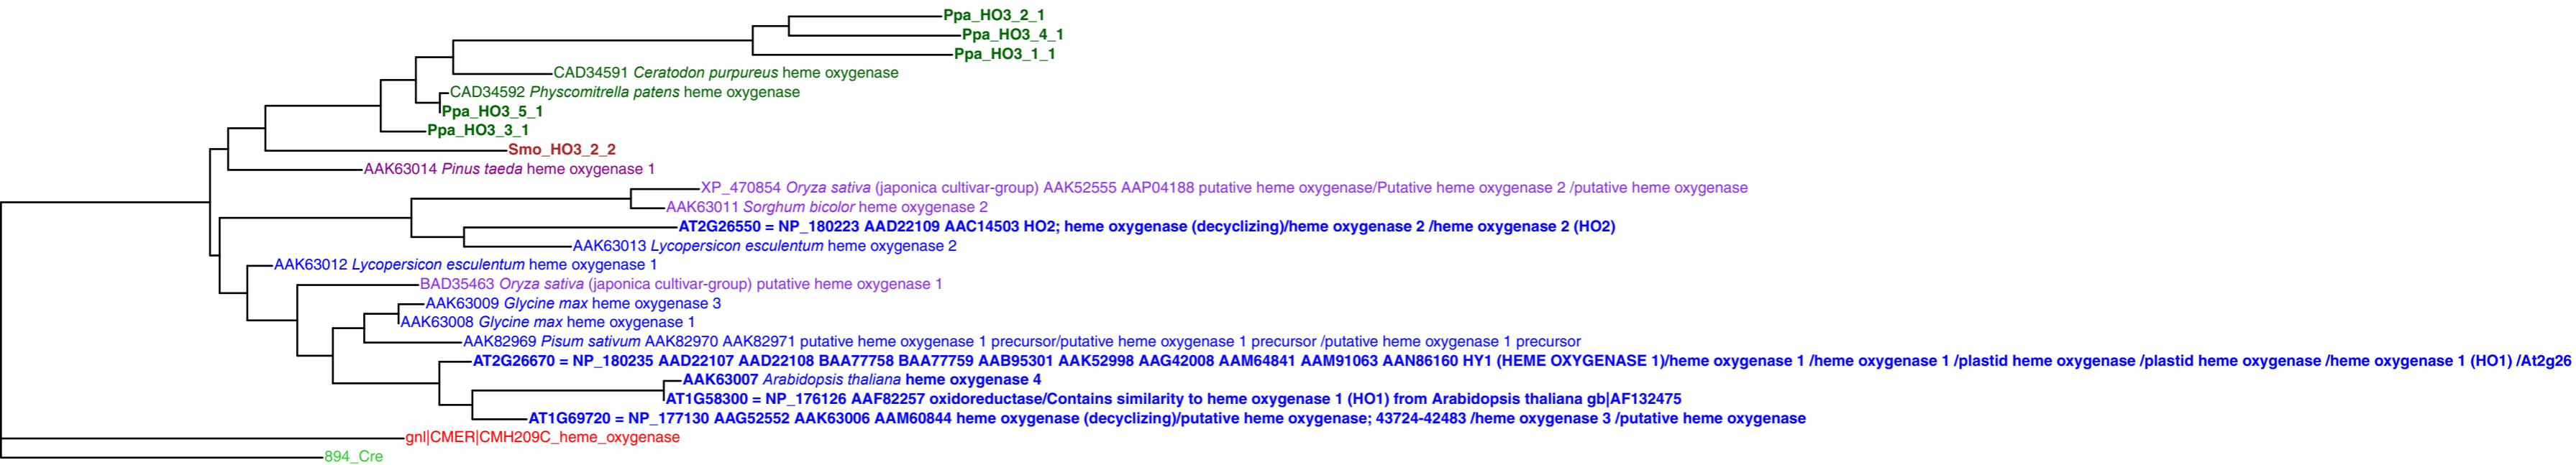 Ppa_HO3_2_1
Ppa_HO3_4_1
Ppa_HO3_1_1
CAD34591 Ceratodon purpureus heme oxygenase
CAD34592 Physcomitrella patens heme oxygenase
Ppa_HO3_5_1
Ppa_HO3_3_1
Smo_HO3_2_2
AAK63014 Pinus taeda heme oxygenase 1
XP_470854 Oryza sativa (japonica cultivar-group) AAK52555 AAP04188 putative heme oxygenase/Putative heme oxygenase 2 /putative heme oxygenase
AAK63011 Sorghum bicolor heme oxygenase 2
AT2G26550 = NP_180223 AAD22109 AAC14503 HO2; heme oxygenase (decyclizing)/heme oxygenase 2 /heme oxygenase 2 (HO2)
AAK63013 Lycopersicon esculentum heme oxygenase 2
AAK63012 Lycopersicon esculentum heme oxygenase 1
BAD35463 Oryza sativa (japonica cultivar-group) putative heme oxygenase 1
AAK63009 Glycine max heme oxygenase 3
AAK63008 Glycine max heme oxygenase 1
AAK82969 Pisum sativum AAK82970 AAK82971 putative heme oxygenase 1 precursor/putative heme oxygenase 1 precursor /putative heme oxygenase 1 precursor
AT2G26670 = NP_180235 AAD22107 AAD22108 BAA77758 BAA77759 AAB95301 AAK52998 AAG42008 AAM64841 AAM91063 AAN86160 HY1 (HEME OXYGENASE 1)/heme oxygenase 1 /heme oxygenase 1 /plastid heme oxygenase /plastid heme oxygenase /heme oxygenase 1 (HO1) /At2g26
AAK63007 Arabidopsis thaliana heme oxygenase 4
AT1G58300 = NP_176126 AAF82257 oxidoreductase/Contains similarity to heme oxygenase 1 (HO1) from Arabidopsis thaliana gb|AF132475
AT1G69720 = NP_177130 AAG52552 AAK63006 AAM60844 heme oxygenase (decyclizing)/putative heme oxygenase; 43724-42483 /heme oxygenase 3 /putative heme oxygenase
gnl|CMER|CMH209C_heme_oxygenase
894_Cre